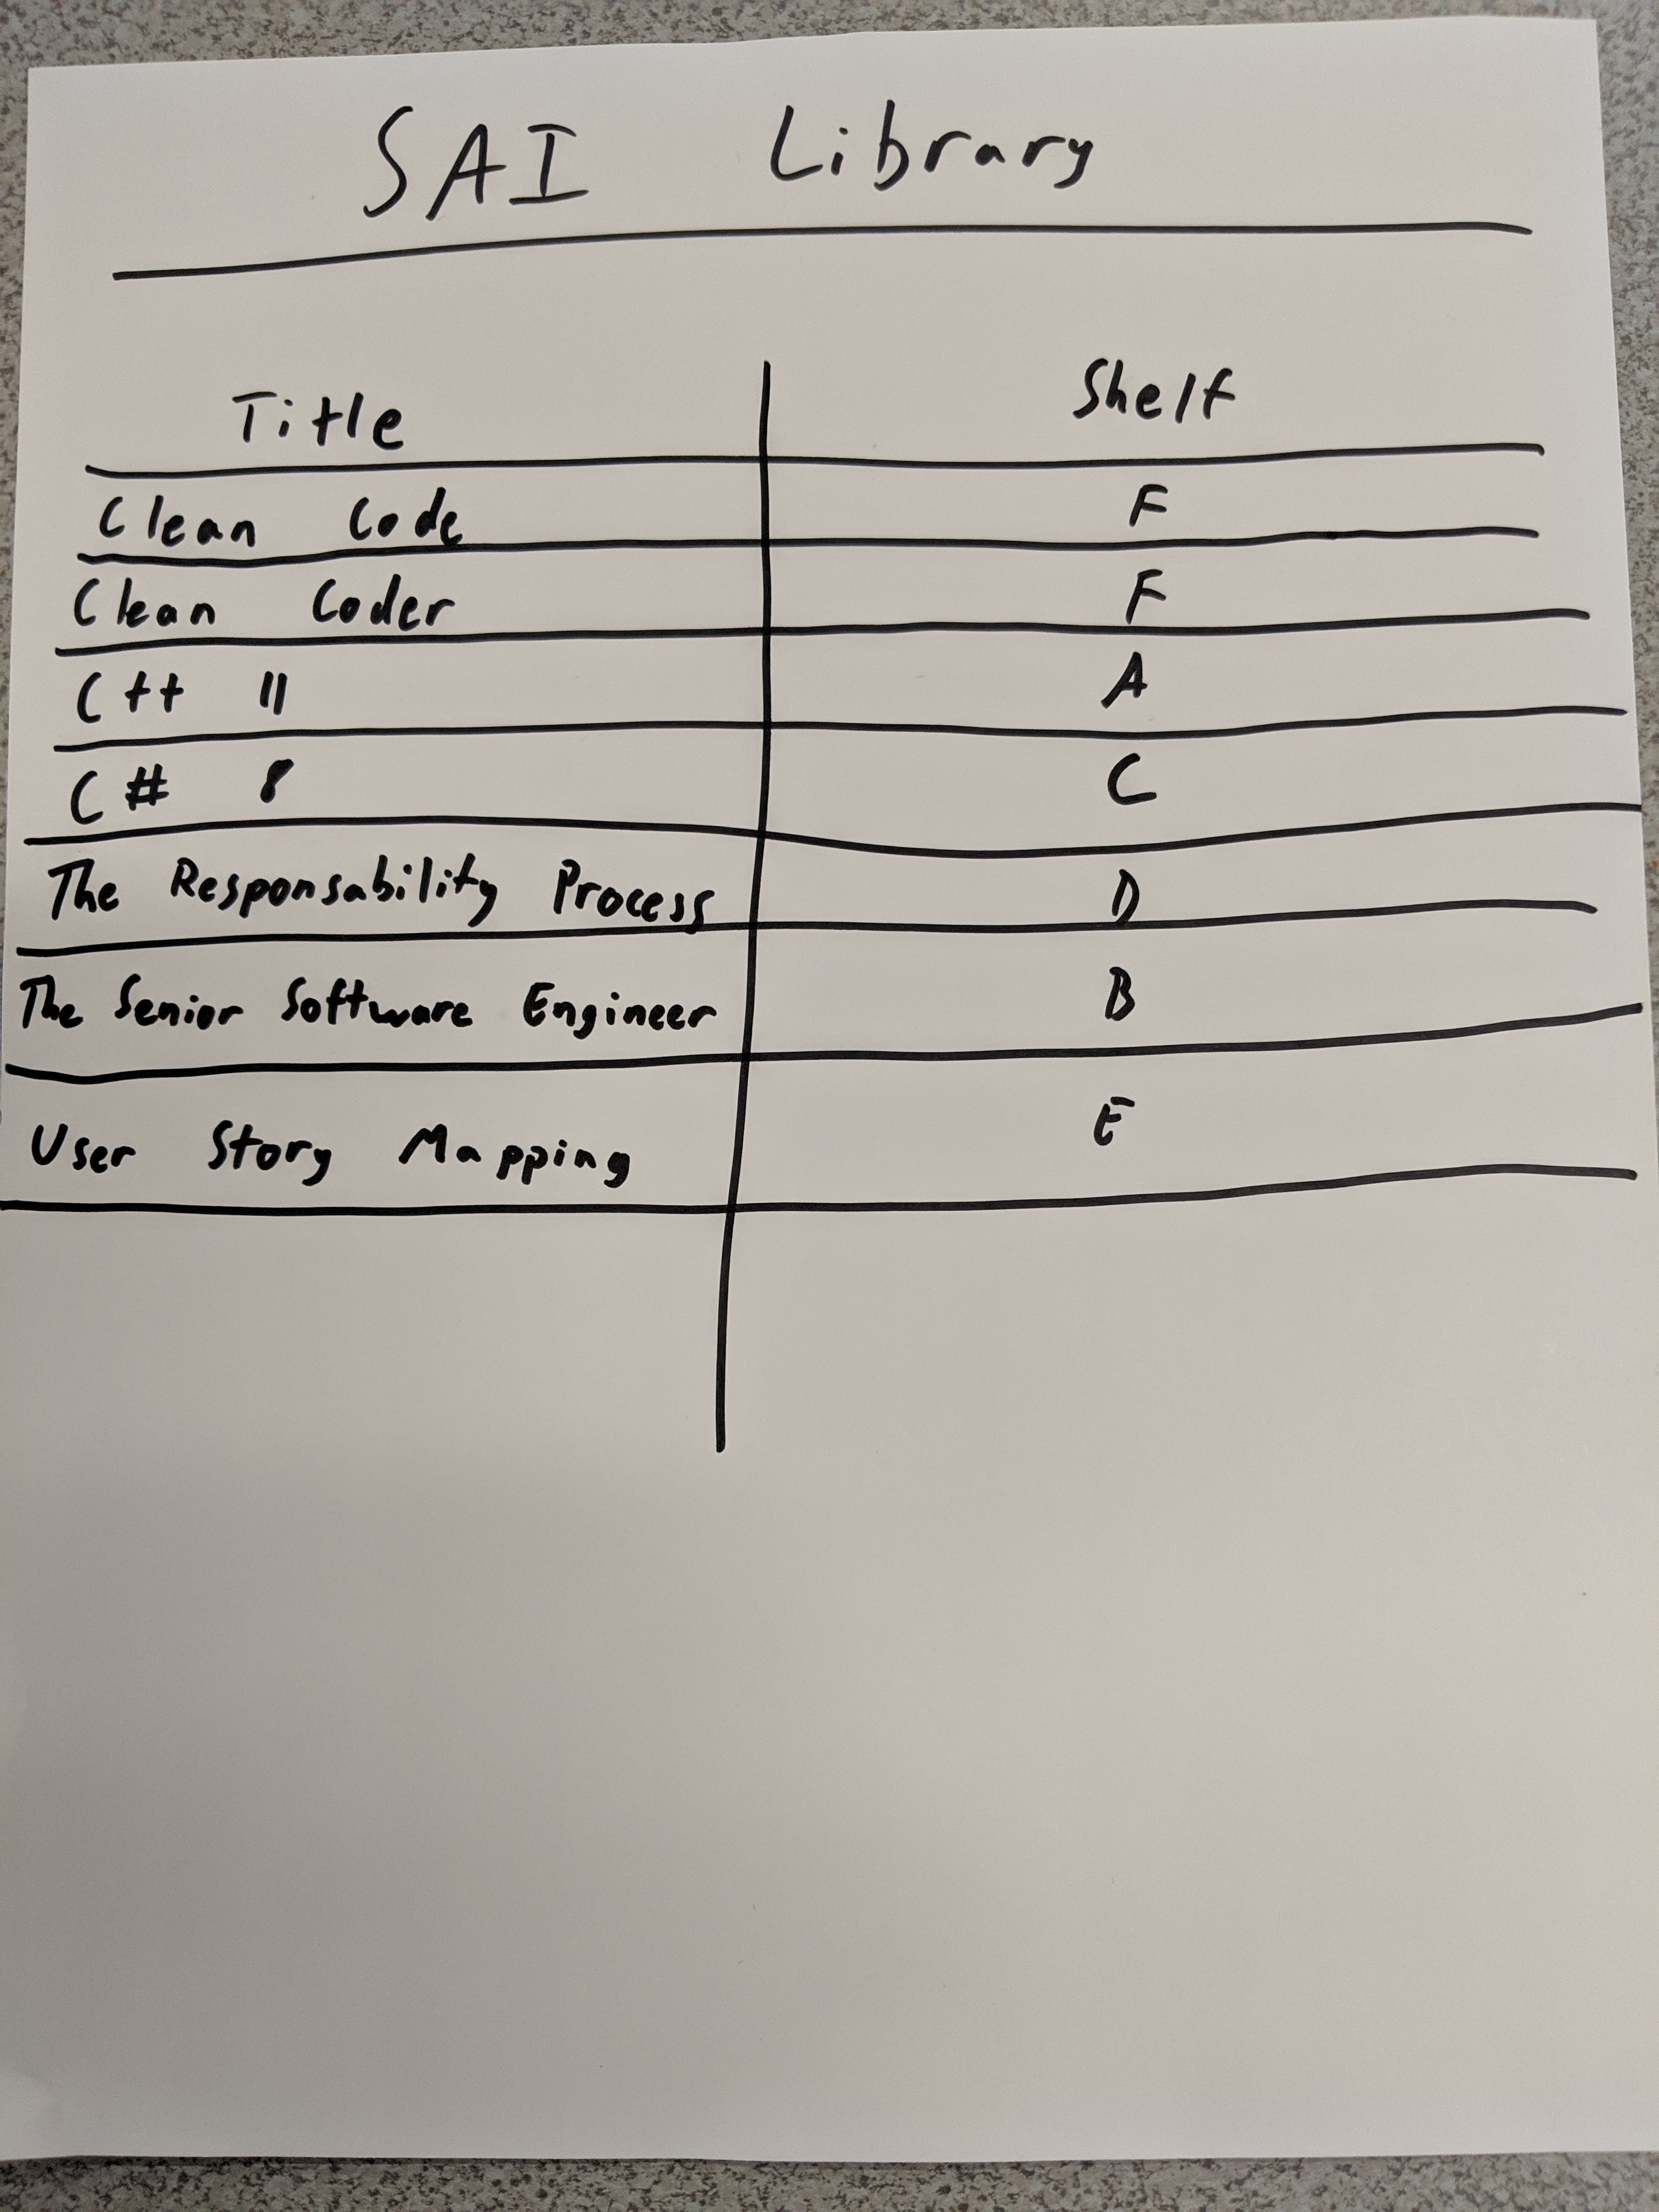 SAI Library
Title Shelf
Clean Code F
Clean Coder F
C++ 11 A
C# 8 C
The Responsability Process D
The Senior Software Engineer B
User Story Mapping E